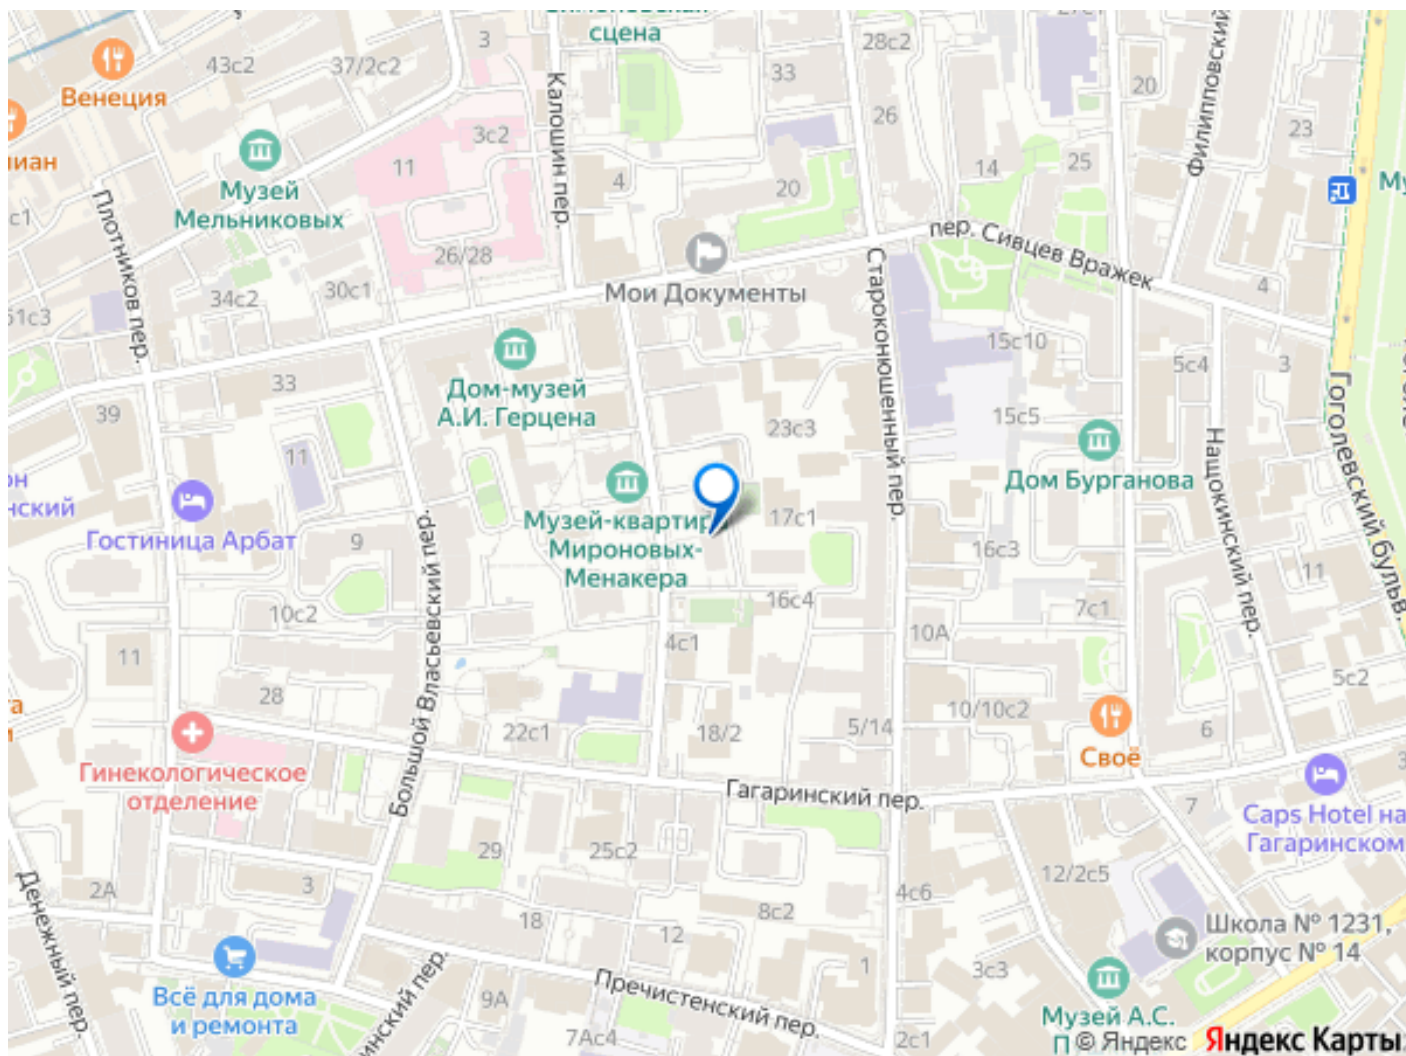 сцена
28с2
3
43с2
37/2с2
Венеция
33
20
Филипповский
Калошин пер.
26
23
3с2
11
14
25
Музей
Мельниковых
4
20
Плотников пер.
пер. Сивцев Вражек
26/28
Староконюшенный пер.
Мои Документы
30с1
34с2
4
51с3
15с10
5с4
3
33
Дом-музей
А.И. Герцена
39
23с3
15с5
11
Гоголевский бульв.
Нащокинский пер.
Дом Бурганова
Гостиница Арбат
Музей-квартира
Мироновых-
Менакера
17с1
9
16с3
11
Большой Власьевский пер.
10с2
16с4
7с1
10А
4с1
11
5с2
28
10/10с2
22с1
18/2
5/14
6
Своё
Гинекологическое
отделение
Гагаринский пер.
7
Caps Hotel на
Гагаринском
29
25с2
12/2с5
Денежный пер.
2А
3
4с6
8с2
18
12
Школа № 1231,
корпус № 14
1
3с3
Пречистенский пер.
Всё для дома
и ремонта
9А
Музей А.С.
7Ас4
2с1
© Яндекс
Яндекс Карты